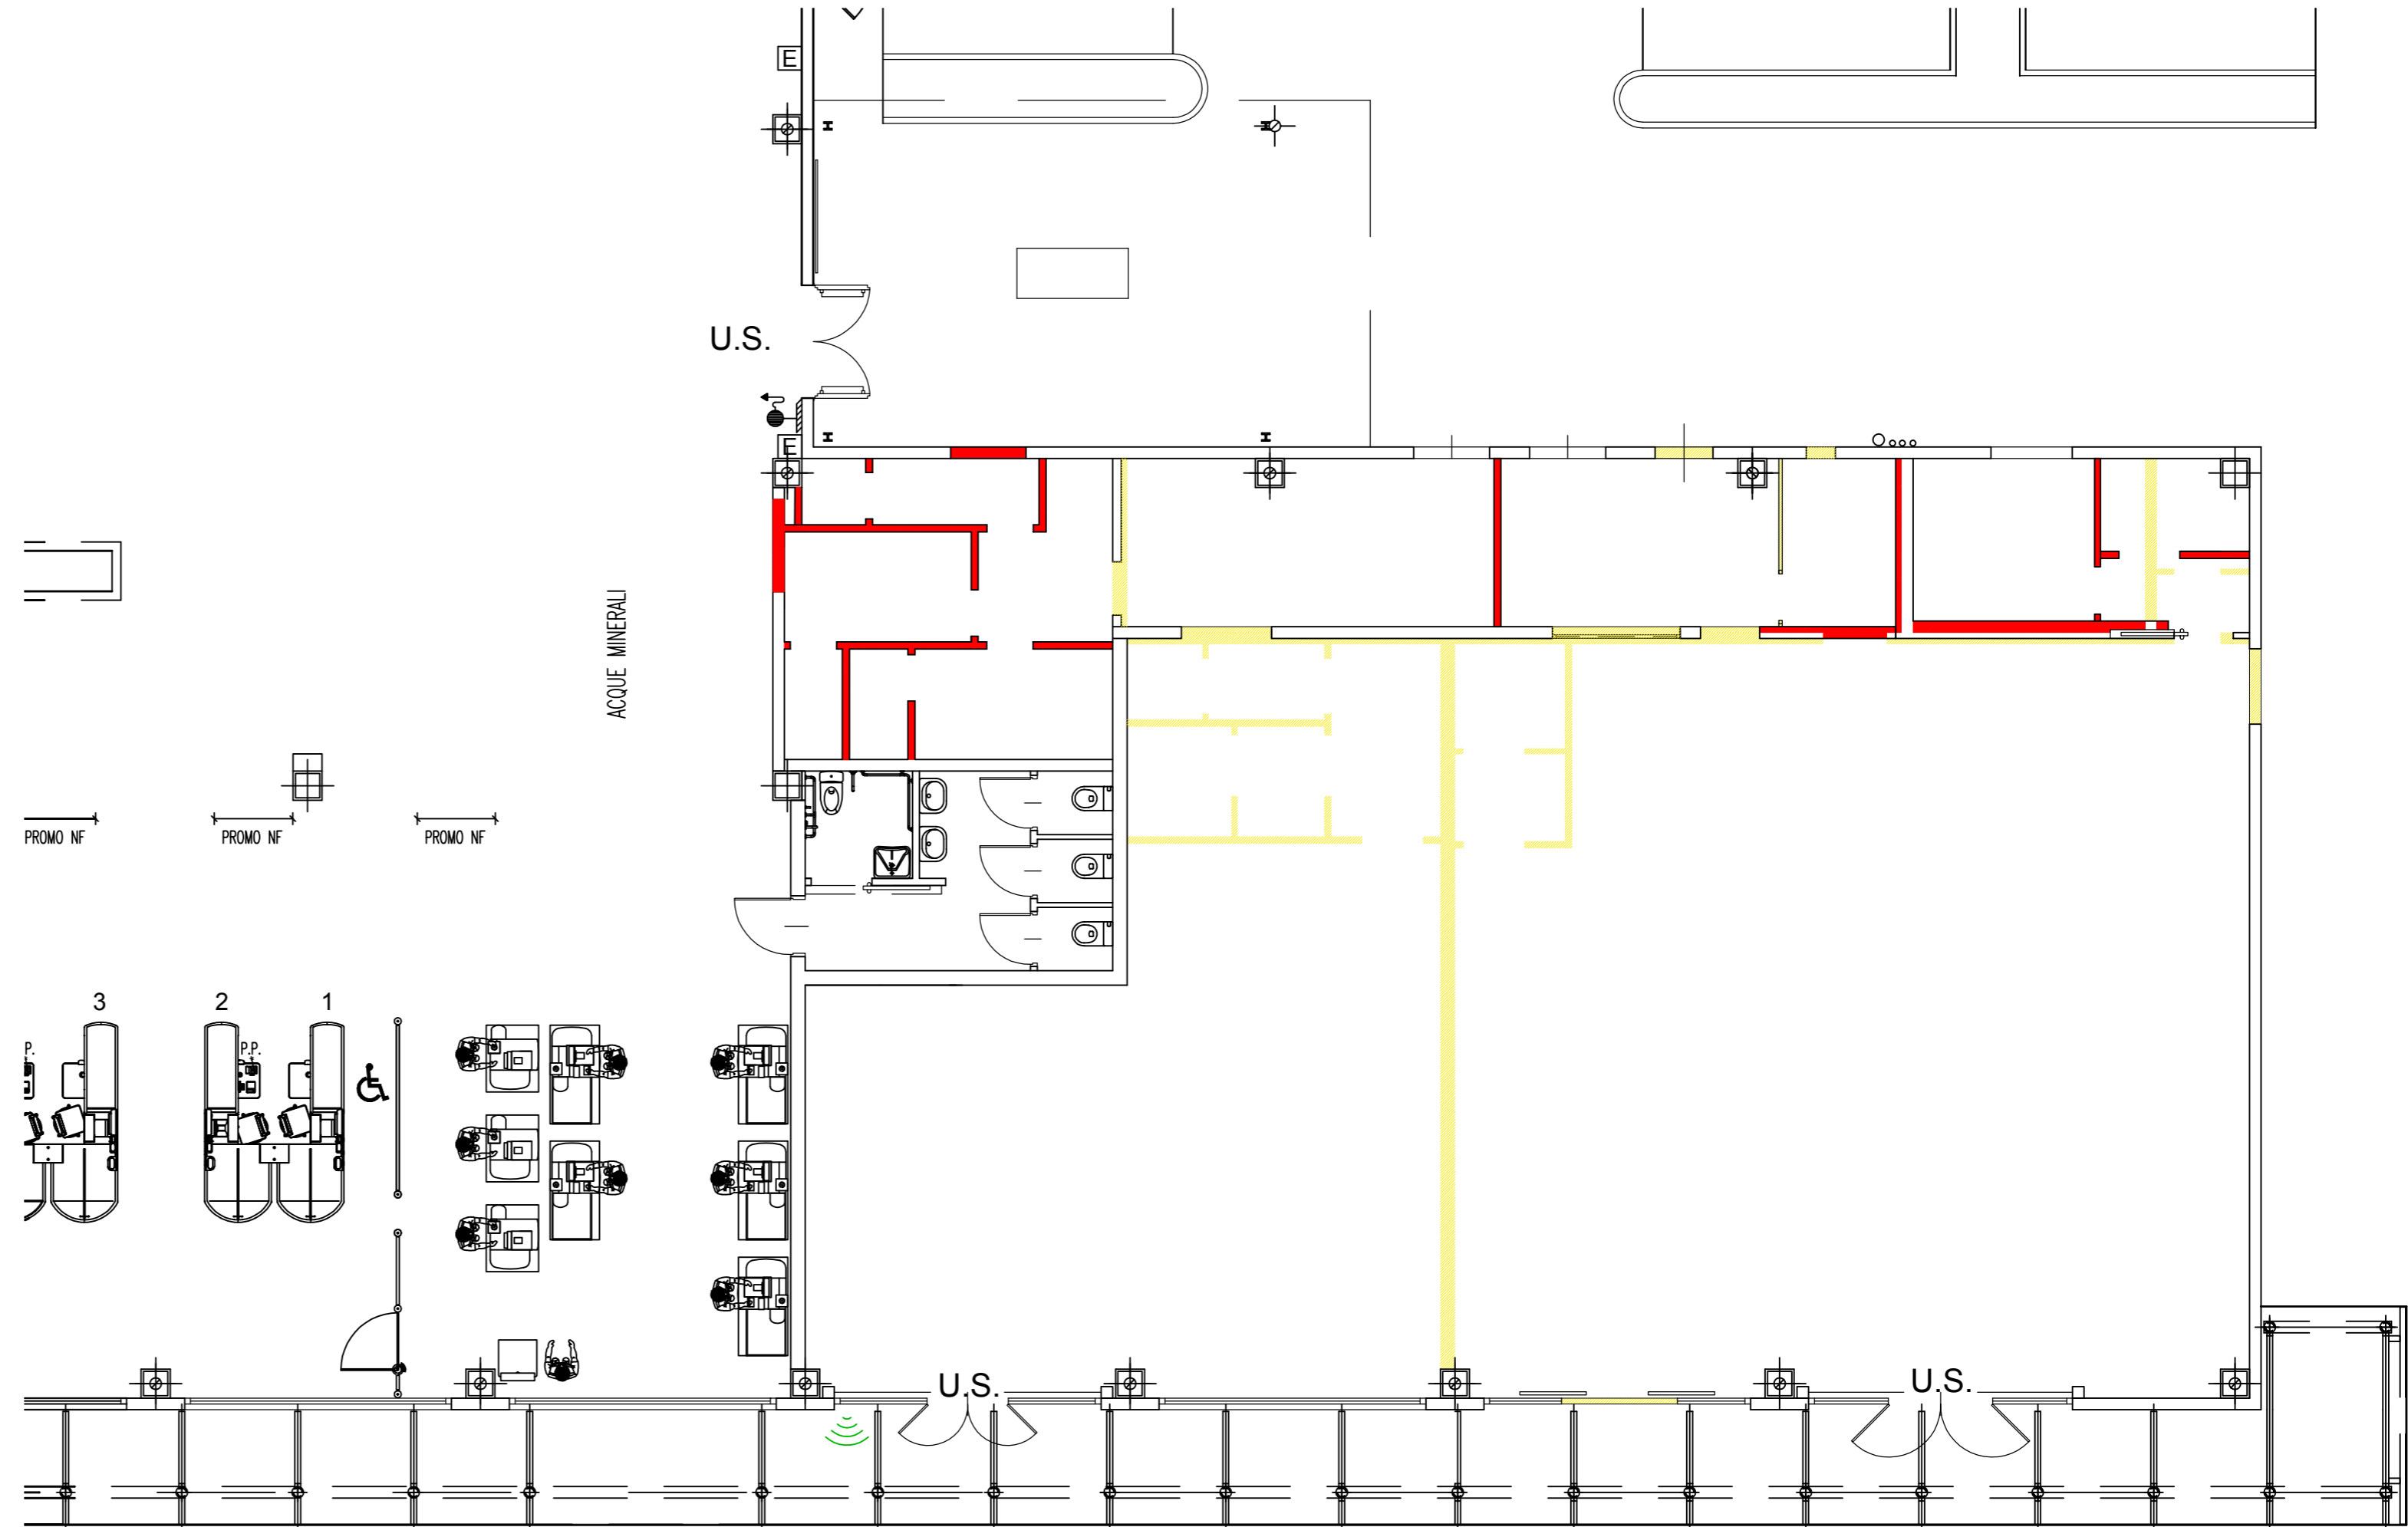 E
U.S.
E
ACQUE MINERALI
PROMO NF
PROMO NF
PROMO NF
3
2
1
P.
P.P.
U.S.
U.S.